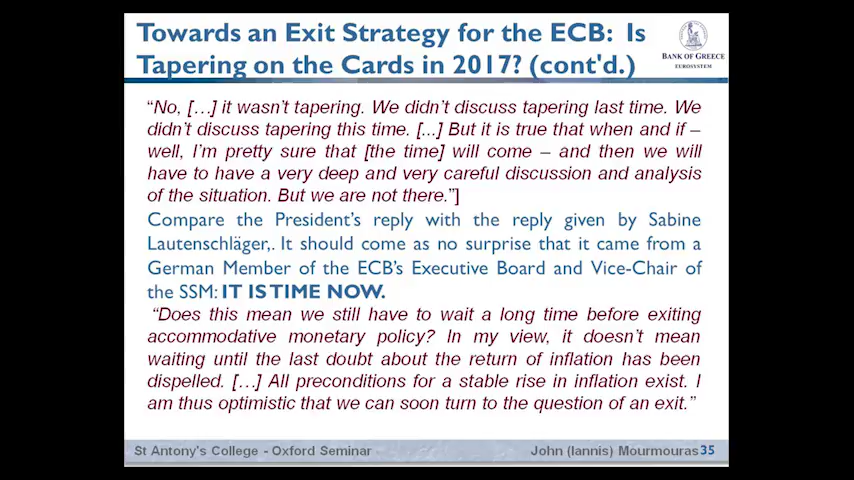 Towards an Exit Strategy for the ECB: Is
Tapering on the Cards in 2017? (cont'd.)
BANK OF GREECE
EUROSYSTEM
“No, […] it wasn’t tapering. We didn’t discuss tapering last time. We
didn’t discuss tapering this time. [...] But it is true that when and if –
well, I’m pretty sure that [the time] will come – and then we will
have to have a very deep and very careful discussion and analysis
of the situation. But we are not there.”]
Compare the President’s reply with the reply given by Sabine
Lautenschläger,. It should come as no surprise that it came from a
German Member of the ECB’s Executive Board and Vice-Chair of
the SSM: IT IS TIME NOW.
“Does this mean we still have to wait a long time before exiting
accommodative monetary policy? In my view, it doesn’t mean
waiting until the last doubt about the return of inflation has been
dispelled. […] All preconditions for a stable rise in inflation exist. I
am thus optimistic that we can soon turn to the question of an exit.”
St Antony's College - Oxford Seminar John (Iannis) Mourmouras 35